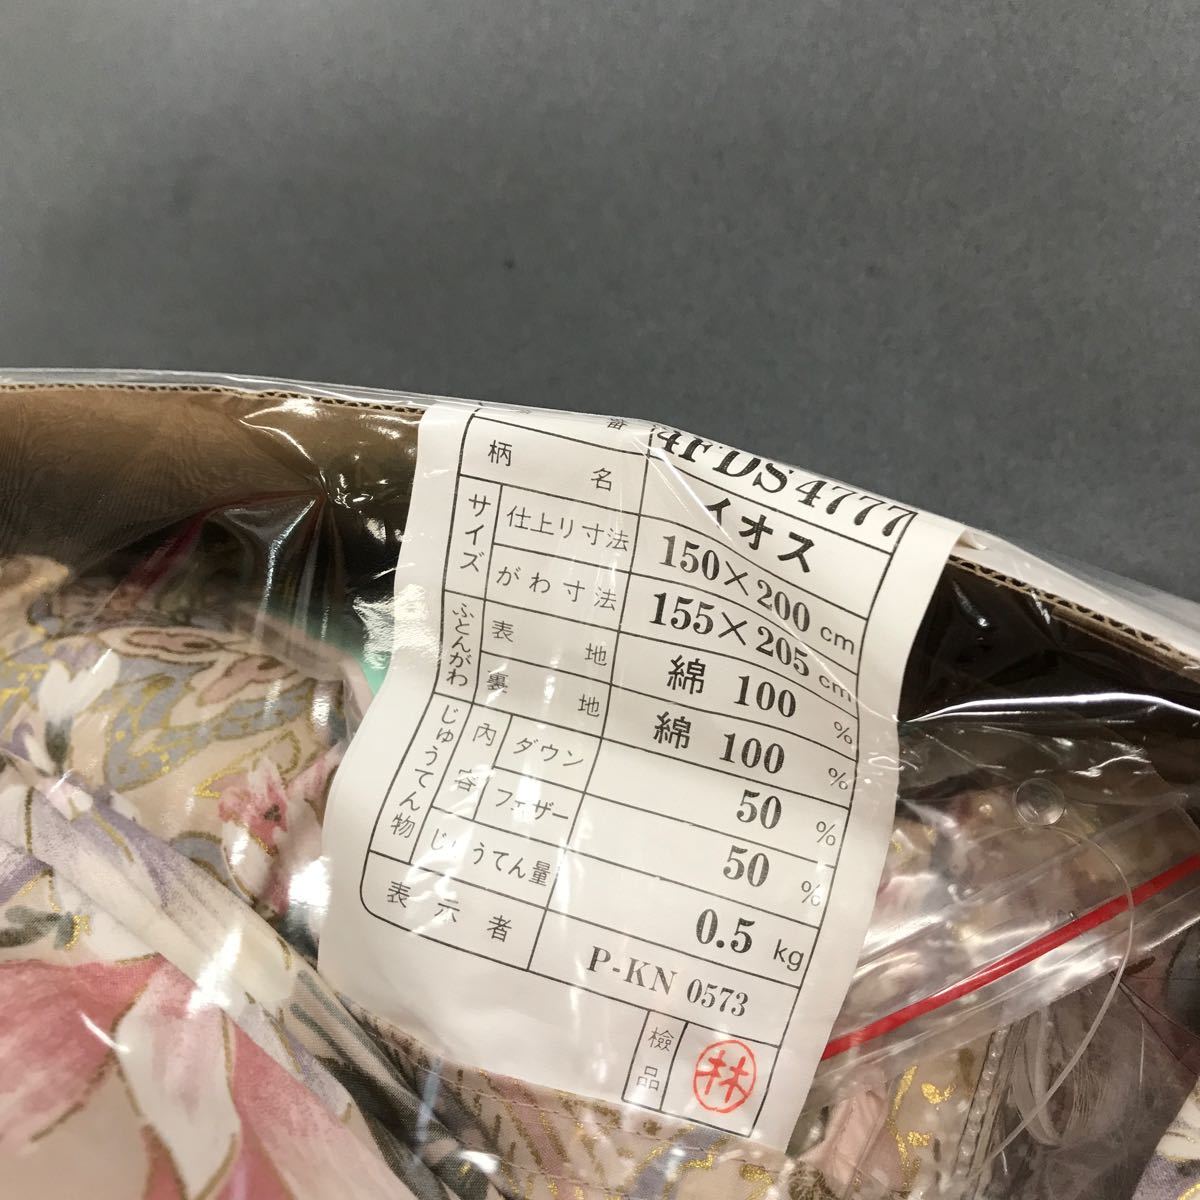 番 4FDS4777
柄名 イオス
サイズ
仕上り寸法 150×200 cm
がわ寸法 155×205 cm
ふとんがわ
表地 綿 100 %
裏地 綿 100 %
じゅうてん物
内容
ダウン 50 %
フェザー 50 %
じゅうてん量 0.5 kg
表示者 P-KN 0573
檢品 林